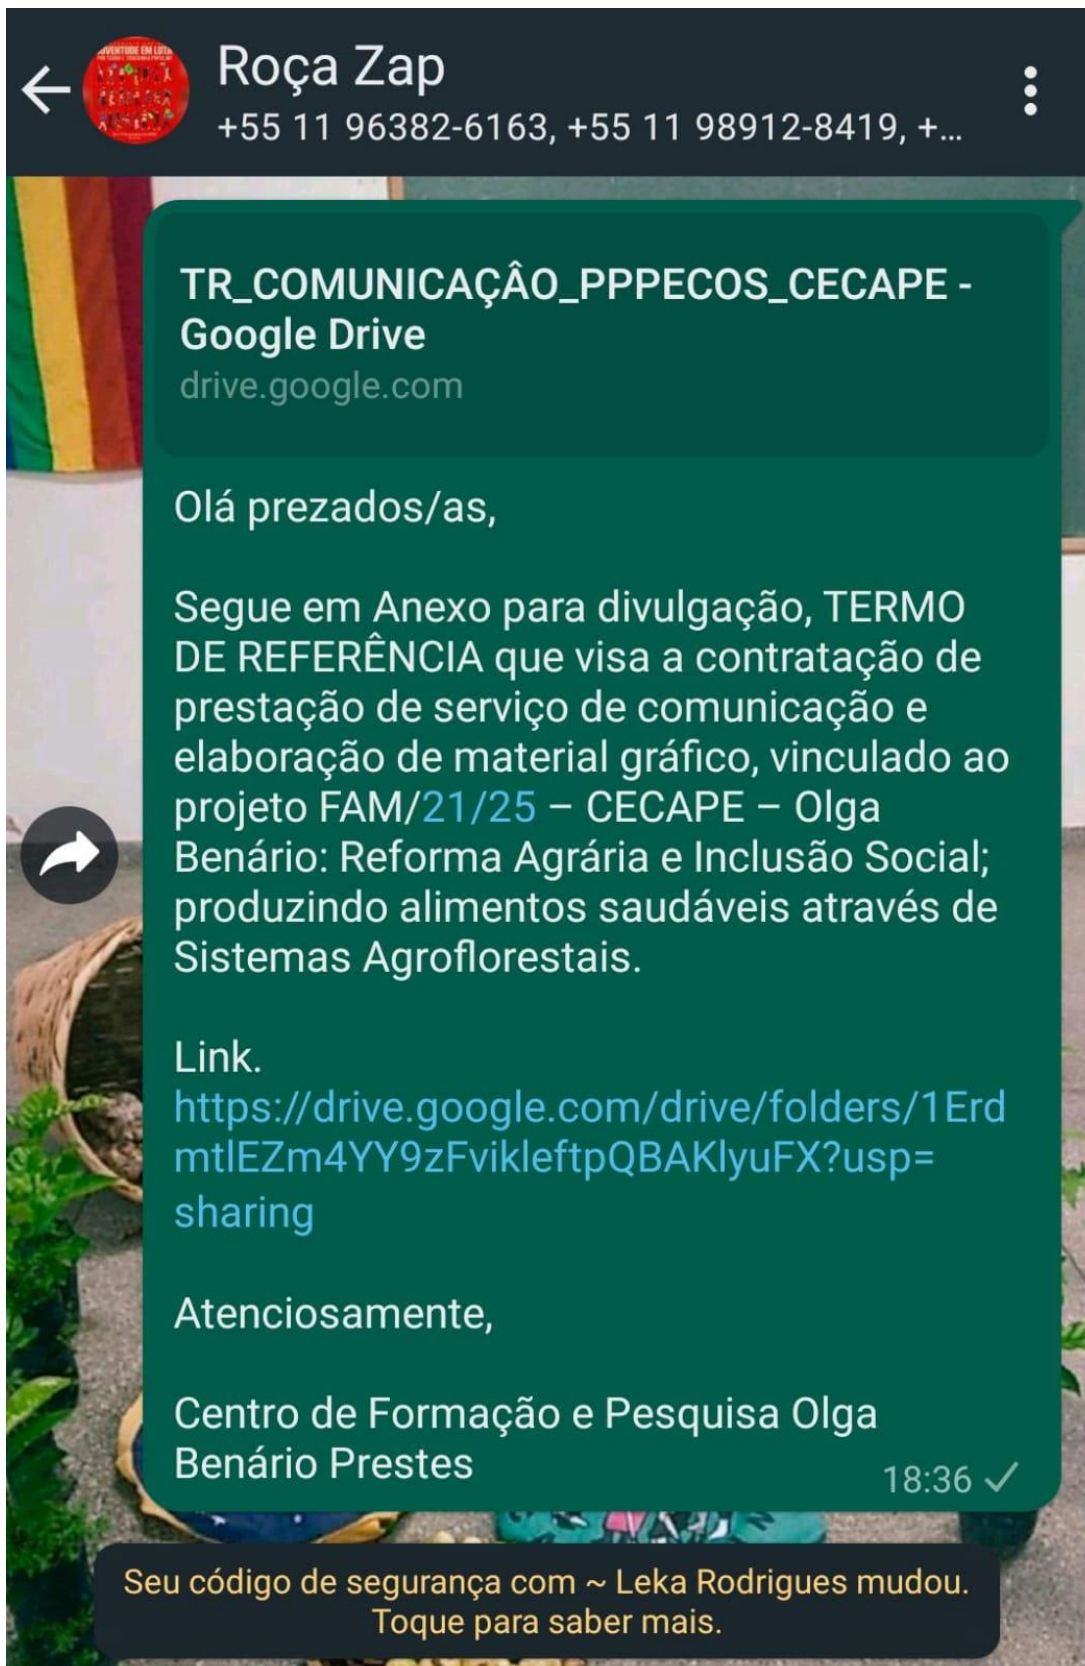 JUVENTUDE EM LUTA
Roça Zap
+55 11 96382-6163, +55 11 98912-8419, +...
TR_COMUNICAÇÂO_PPPECOS_CECAPE -
Google Drive
drive.google.com
Olá prezados/as,
Segue em Anexo para divulgação, TERMO
DE REFERÊNCIA que visa a contratação de
prestação de serviço de comunicação e
elaboração de material gráfico, vinculado ao
projeto FAM/21/25 – CECAPE – Olga
Benário: Reforma Agrária e Inclusão Social;
produzindo alimentos saudáveis através de
Sistemas Agroflorestais.
Link.
https://drive.google.com/drive/folders/1Erd
mtlEZm4YY9zFvikleftpQBAKlyuFX?usp=
sharing
Atenciosamente,
Centro de Formação e Pesquisa Olga
Benário Prestes
18:36
Seu código de segurança com ~ Leka Rodrigues mudou.
Toque para saber mais.